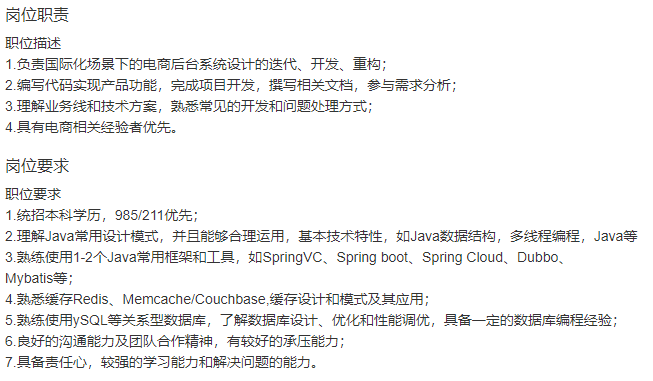 岗位职责
职位描述
1.负责国际化场景下的电商后台系统设计的迭代、开发、重构；
2.编写代码实现产品功能，完成项目开发，撰写相关文档，参与需求分析；
3.理解业务线和技术方案，熟悉常见的开发和问题处理方式；
4.具有电商相关经验者优先。
岗位要求
职位要求
1.统招本科学历，985/211优先；
2.理解Java常用设计模式，并且能够合理运用，基本技术特性，如Java数据结构，多线程编程，Java等
3.熟练使用1-2个Java常用框架和工具，如SpringVC、Spring boot、Spring Cloud、Dubbo、
Mybatis等；
4.熟悉缓存Redis、Memcache/Couchbase,缓存设计和模式及其应用；
5.熟练使用ySQL等关系型数据库，了解数据库设计、优化和性能调优，具备一定的数据库编程经验；
6.良好的沟通能力及团队合作精神，有较好的承压能力；
7.具备责任心，较强的学习能力和解决问题的能力。